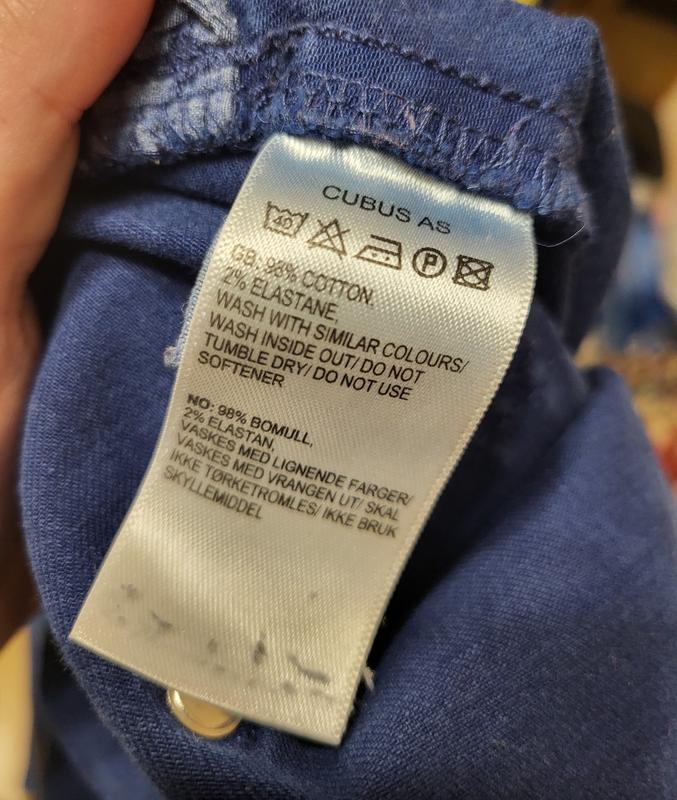 CUBUS AS
40 P
GB: 98% COTTON,
2% ELASTANE,
WASH WITH SIMILAR COLOURS/
WASH INSIDE OUT/ DO NOT
TUMBLE DRY/ DO NOT USE
SOFTENER
NO: 98% BOMULL,
2% ELASTAN,
VASKES MED LIGNENDE FARGER/
VASKES MED VRANGEN UT/ SKAL
IKKE TØRKETROMLES/ IKKE BRUK
SKYLLEMIDDEL